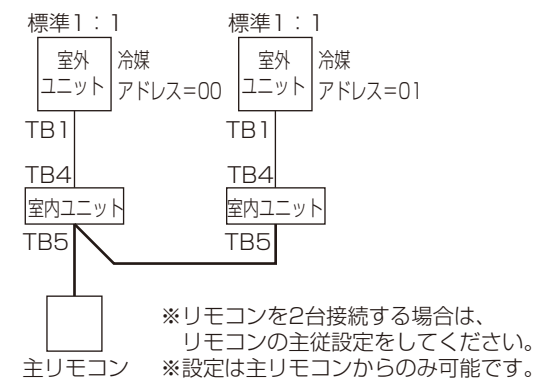 標準1：1
室外
ユニット
冷媒
アドレス=00
TB1
TB4
室内ユニット
TB5
主リモコン
標準1：1
室外
ユニット
冷媒
アドレス=01
TB1
TB4
室内ユニット
TB5
※リモコンを2台接続する場合は、
リモコンの主従設定をしてください。
※設定は主リモコンからのみ可能です。